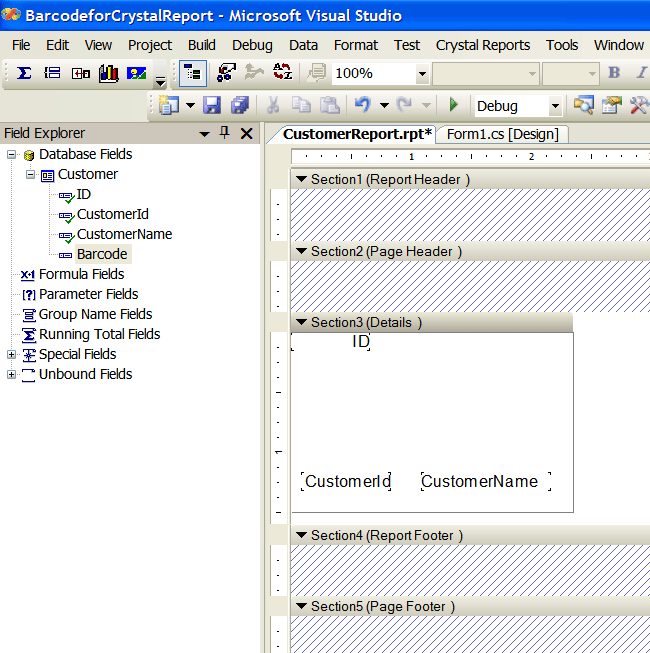 BarcodeforCrystalReport - Microsoft Visual Studio
File Edit View Project Build Debug Data Format Test Crystal Reports Tools Window
100% B I
Debug
Field Explorer
CustomerReport.rpt* Form1.cs [Design]
Database Fields
Customer
ID
CustomerId
CustomerName
Barcode
Formula Fields
Parameter Fields
Group Name Fields
Running Total Fields
Special Fields
Unbound Fields
1 2
Section1 (Report Header )
Section2 (Page Header )
Section3 (Details )
ID
1
CustomerId CustomerName
Section4 (Report Footer )
Section5 (Page Footer )